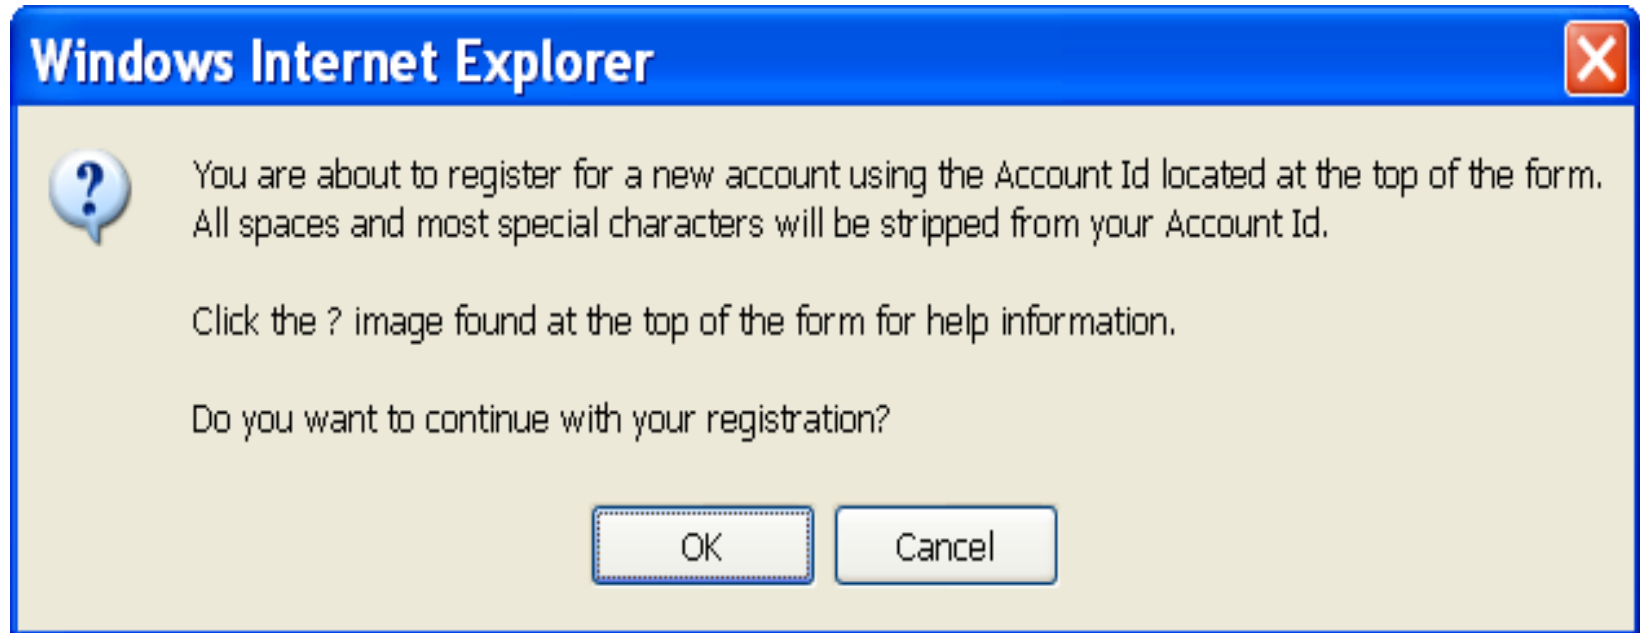 Windows Internet Explorer
You are about to register for a new account using the Account Id located at the top of the form.
All spaces and most special characters will be stripped from your Account Id.
Click the ? image found at the top of the form for help information.
Do you want to continue with your registration?
OK
Cancel